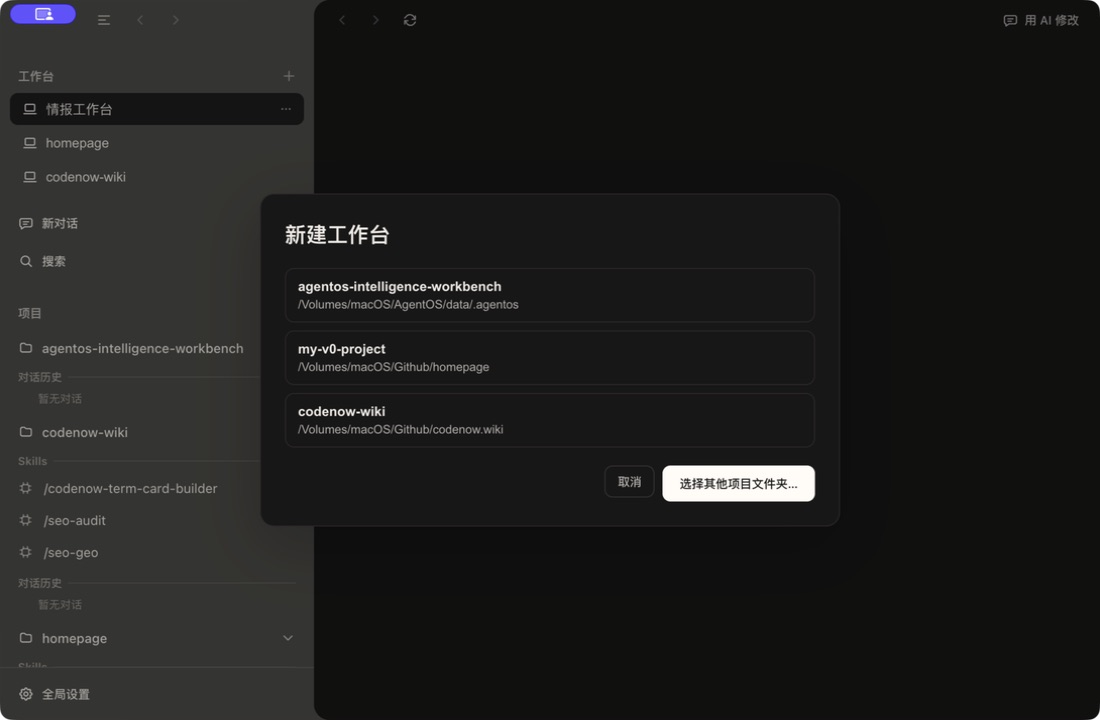 用 AI 修改
工作台
情报工作台
homepage
codenow-wiki
新对话
搜索
项目
agentos-intelligence-workbench
对话历史
暂无对话
codenow-wiki
Skills
/codenow-term-card-builder
/seo-audit
/seo-geo
对话历史
暂无对话
homepage
Skills
全局设置
新建工作台
agentos-intelligence-workbench
/Volumes/macOS/AgentOS/data/.agentos
my-v0-project
/Volumes/macOS/Github/homepage
codenow-wiki
/Volumes/macOS/Github/codenow.wiki
取消
选择其他项目文件夹...